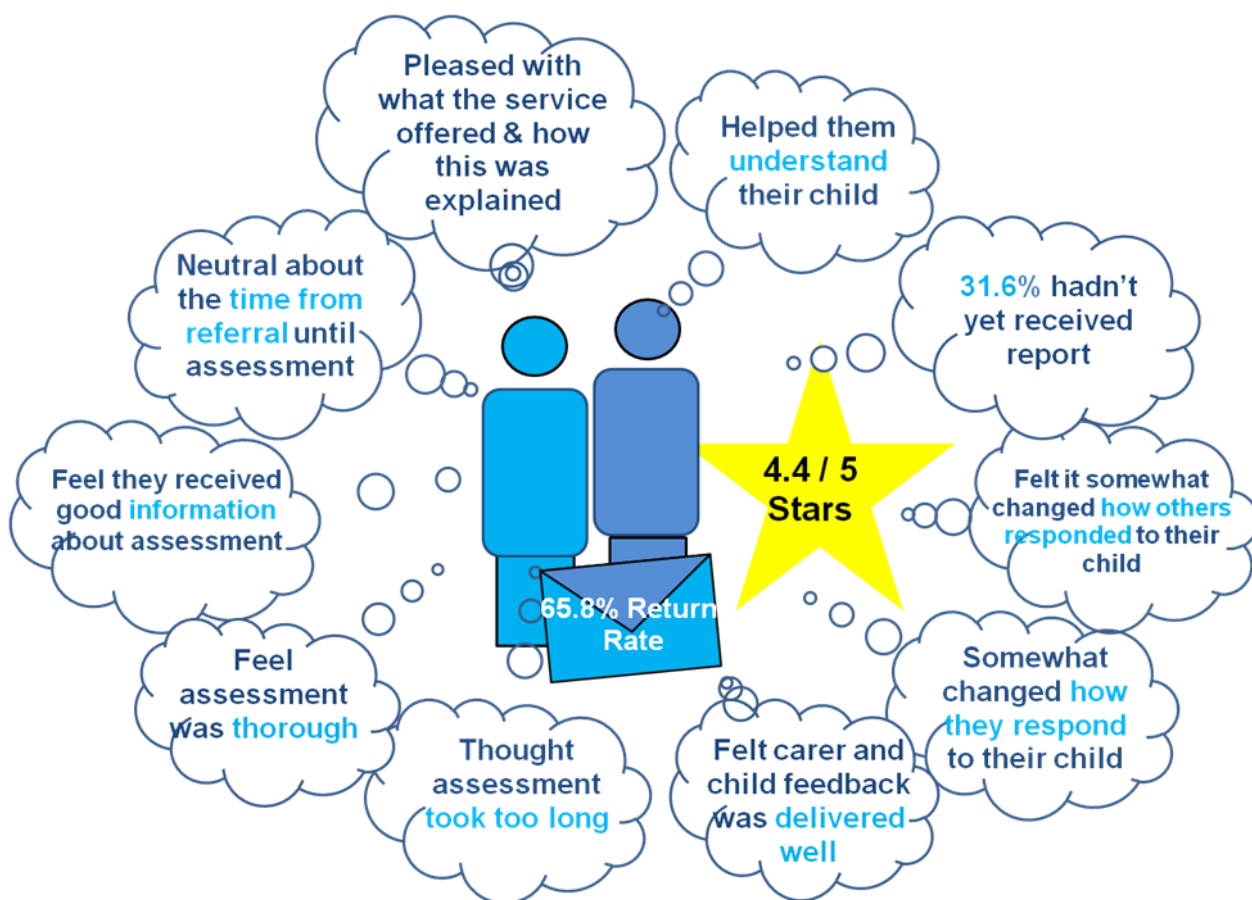 Pleased with
what the service
offered & how
this was
explained
Helped them
understand
their child
Neutral about
the time from
referral until
assessment
31.6% hadn't
yet received
report
Feel they received
good information
about assessment
4.4 / 5
Stars
Felt it somewhat
changed how others
responded to their
child
65.8% Return
Rate
Feel
assessment
was thorough
Somewhat
changed how
they respond
to their child
Thought
assessment
took too long
Felt carer and
child feedback
was delivered
well